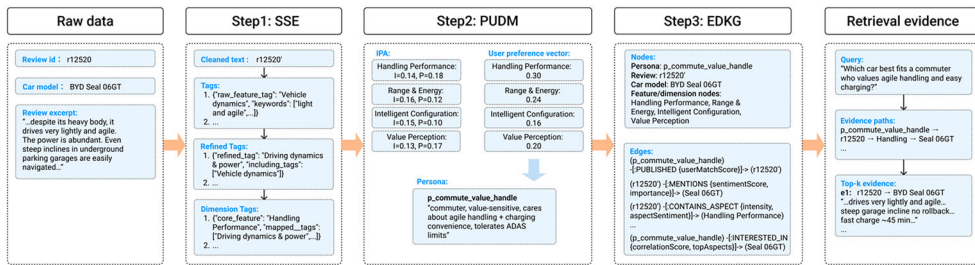 Raw data
Review id： r12520
Car model： BYD Seal 06GT
Review excerpt:
"...despite its heavy body, it
drives very lightly and agile.
The power is abundant. Even
steep inclines in underground
parking garages are easily
navigated..."
Step1: SSE
Cleaned text : r12520'
Tags:
1. {"raw_feature_tag": "Vehicle
dynamics", "keywords": ["light
and agile",...]}
2. ...
Refined Tags:
1. {"refined_tag": "Driving dynamics
& power", "including_tags":
["Vehicle dynamics"]}
2. ...
Dimension Tags:
1. {"core_feature": "Handling
Performance", "mapped__tags":
["Driving dynamics & power",...]}
2. ...
Step2: PUDM
IPA:
Handling Performance:
I=0.14, P=0.18
Range & Energy:
I=0.16, P=0.12
Intelligent Configuration:
I=0.15, P=0.10
Value Perception:
I=0.13, P=0.17
User preference vector:
Handling Performance:
0.30
Range & Energy:
0.24
Intelligent Configuration:
0.16
Value Perception:
0.20
Persona:
p_commute_value_handle
"commuter, value-sensitive, cares
about agile handling + charging
convenience, tolerates ADAS
limits"
Step3: EDKG
Nodes:
Persona: p_commute_value_handle
Review: r12520'
Car model: BYD Seal 06GT
Feature/dimension nodes:
Handling Performance, Range &
Energy, Intelligent Configuration,
Value Perception
Edges:
(p_commute_value_handle)
-[:PUBLISHED {userMatchScore}]-> (r12520')
(r12520') -[:MENTIONS {sentimentScore,
importance}]-> (Seal 06GT)
(r12520') -[:CONTAINS_ASPECT {intensity,
aspectSentiment}]-> (Handling Performance)
...
(p_commute_value_handle) -[:INTERESTED_IN
{correlationScore, topAspects}]-> (Seal 06GT)
Retrieval evidence
Query:
"Which car best fits a commuter
who values agile handling and easy
charging?"
Evidence paths:
p_commute_value_handle →
r12520 → Handling → Seal 06GT
...
Top-k evidence:
e1: r12520 → BYD Seal 06GT
"...drives very lightly and agile...
steep garage incline no rollback...
fast charge ~45 min..."
...